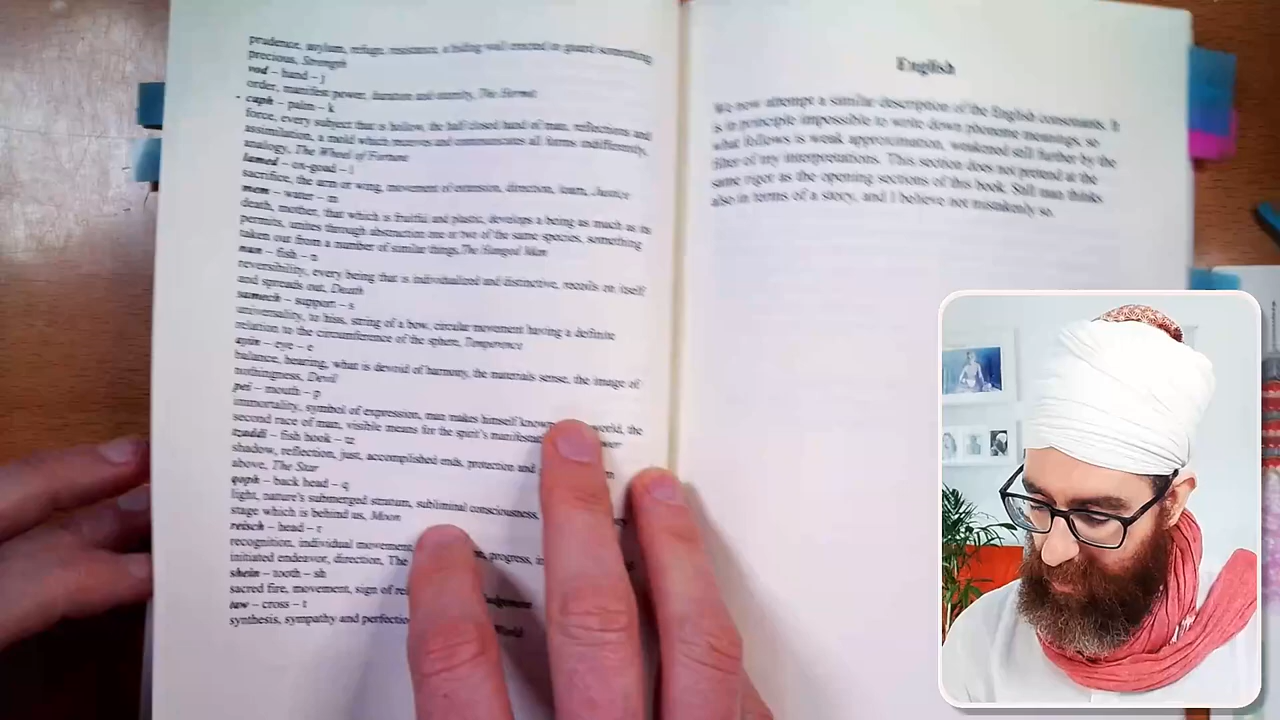 prudence, asylum, refuge, resistance, a hiding wall erected to guard something
precious, Strength
yod – hand – j
order, manifest power, duration and eternity, The Hermit
- caph – palm – k
force, every subject that is hollow, the half closed hand of man, reflections and
assimilation, a mold which receives and communicates all forms indifferently,
analogy, The Wheel of Fortune
lamed – ox-goad – l
sacrifice, the arm or wing, movement of extension, direction, Justice
mem – water – m
death, mother, that which is fruitful and plastic, develops a being as much as its
permits, unites through abstraction one or two of the same species, something
taken out from a number of similar things, The Hanged Man
nun – fish – n
reversibility, every being that is individualized and distinctive, recoils on itself
and spreads out, Death
samech – support – s
universality, to hiss, string of a bow, circular movement having a definite
relation to the circumference of the sphere, Temperence
ayin – eye – e
balance, hearing, what is devoid of harmony, the materials sense, the image of
nothingness, Devil
pei – mouth – p
immortality, symbol of expression, man makes himself world, the
second race of man, visible means for the spirit's
tzaddi – fish hook – tz
shadow, reflection, just, accomplished ends, protection and
above, The Star
qoph – back head – q
light, nature's submerged stratum, subliminal consciousness,
stage which is behind us, Moon
reisch – head – r
recognition, individual movement progress,
initiated endeavor, direction, The
shein – tooth – sh
sacred fire, movement, sign of Judgement
taw – cross – t
synthesis, sympathy and World
English
We now attempt a similar description of the English consonants. It
is in principle impossible to write down phoneme meanings, so
what follows is weak approximation, weakened still further by the
filter of my interpretations. This section does not pretend at the
same rigor as the opening sections of this book. Still man thinks
also in terms of a story, and I believe not mistakenly so.